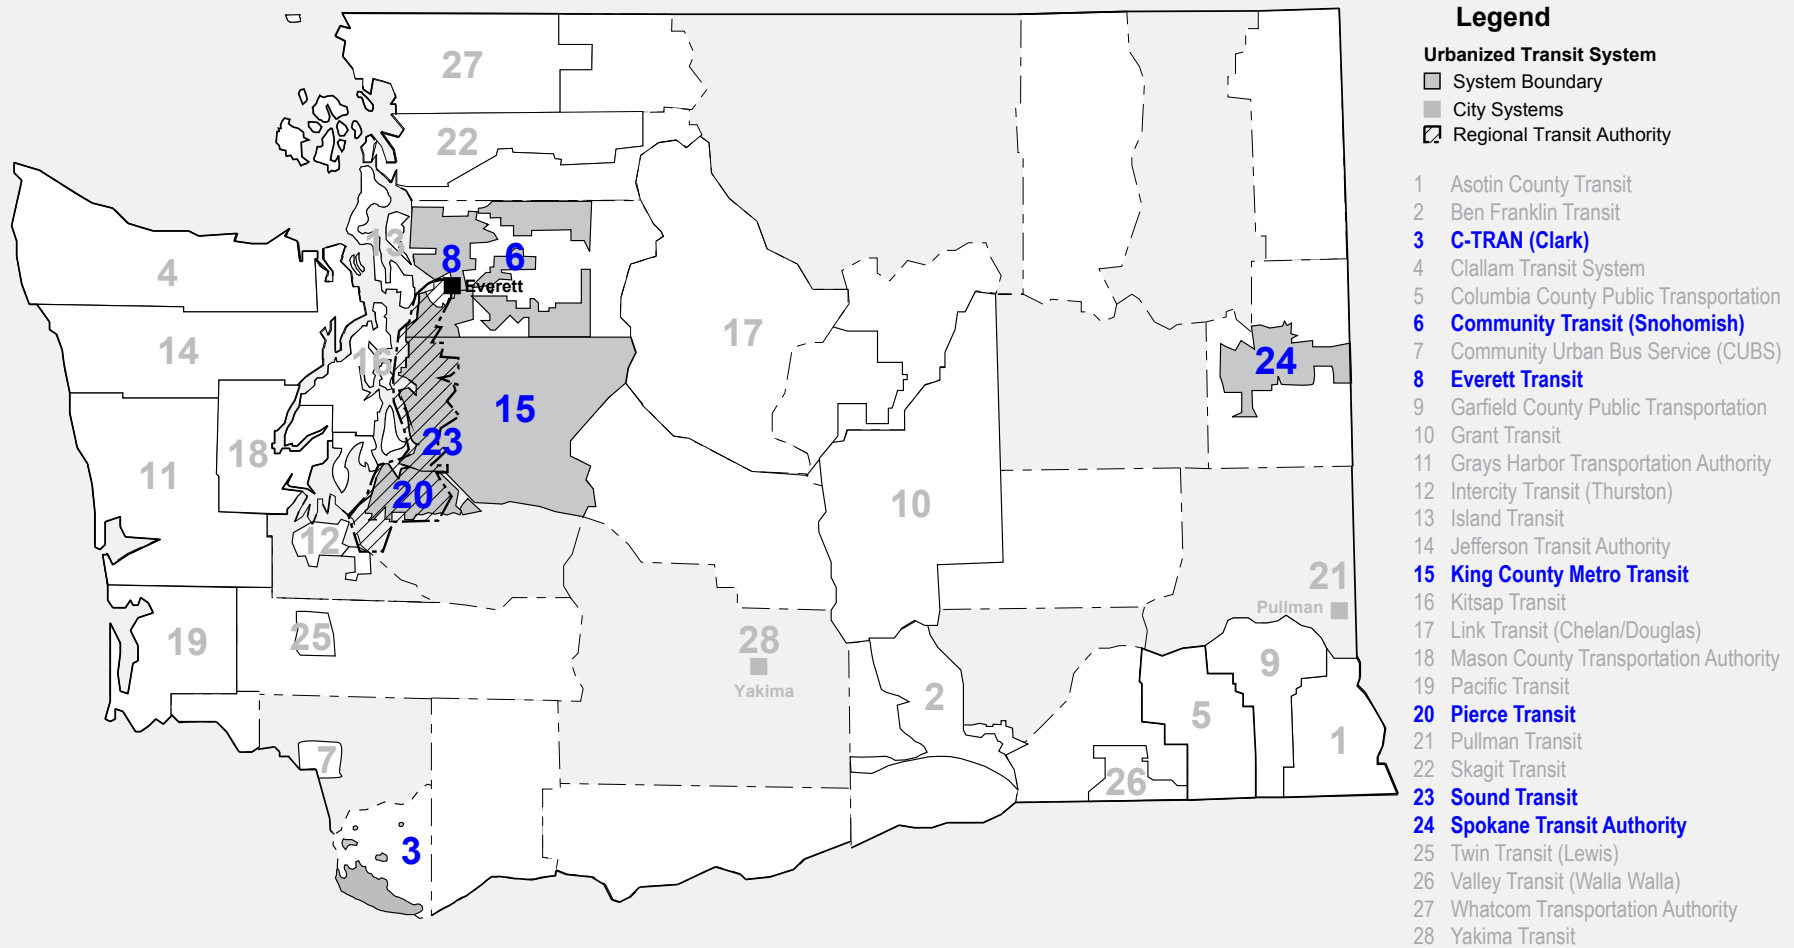 Legend
Urbanized Transit System
System Boundary
City Systems
Regional Transit Authority
1 Asotin County Transit
2 Ben Franklin Transit
3 C-TRAN (Clark)
4 Clallam Transit System
5 Columbia County Public Transportation
6 Community Transit (Snohomish)
7 Community Urban Bus Service (CUBS)
8 Everett Transit
9 Garfield County Public Transportation
10 Grant Transit
11 Grays Harbor Transportation Authority
12 Intercity Transit (Thurston)
13 Island Transit
14 Jefferson Transit Authority
15 King County Metro Transit
16 Kitsap Transit
17 Link Transit (Chelan/Douglas)
18 Mason County Transportation Authority
19 Pacific Transit
20 Pierce Transit
21 Pullman Transit
22 Skagit Transit
23 Sound Transit
24 Spokane Transit Authority
25 Twin Transit (Lewis)
26 Valley Transit (Walla Walla)
27 Whatcom Transportation Authority
28 Yakima Transit
27
22
13
8
6
4
Everett
17
14
16
24
15
23
18
11
20
10
12
21
Pullman
25
19
28
Yakima
9
2
5
1
7
26
3